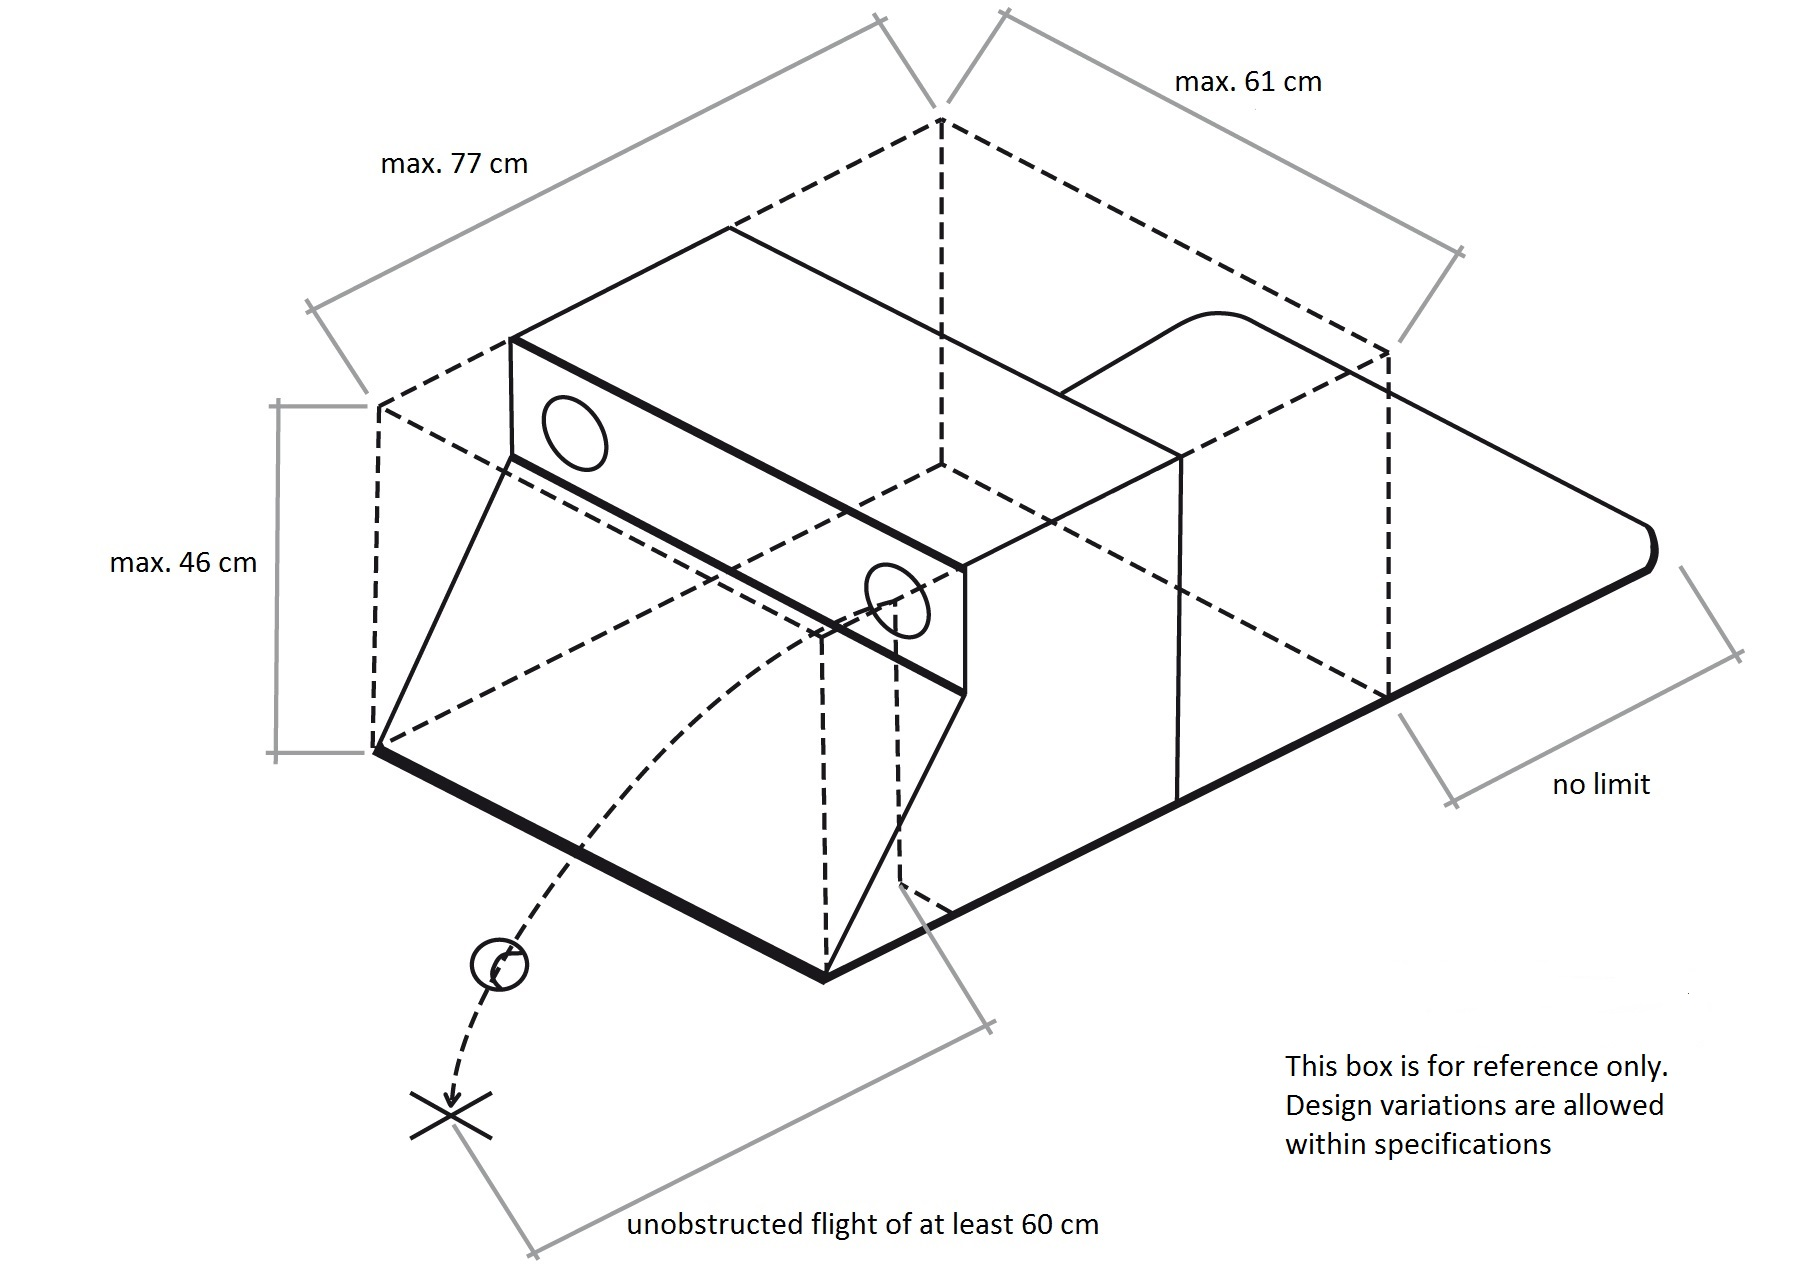 max. 61 cm
max. 77 cm
max. 46 cm
no limit
This box is for reference only.
Design variations are allowed
within specifications
unobstructed flight of at least 60 cm